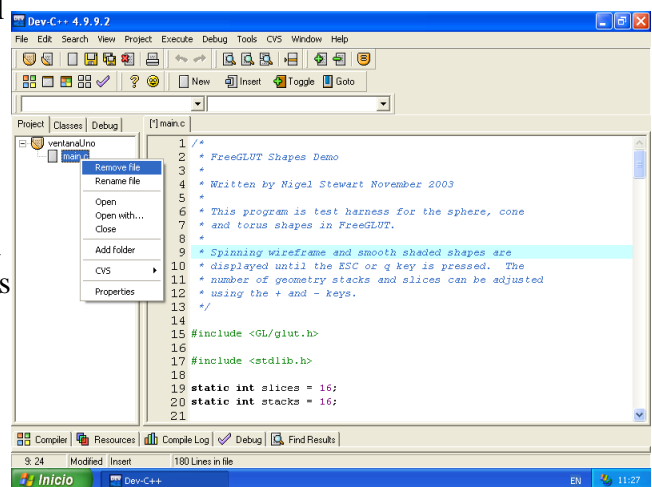 Dev-C++ 4.9.9.2
File Edit Search View Project Execute Debug Tools CVS Window Help
New Insert Toggle Goto
Project Classes Debug
[*] main.c
ventanaUno
main.c
Remove file
Rename file
Open
Open with...
Close
Add folder
CVS
Properties
1 /*
2 * FreeGLUT Shapes Demo
3 *
4 * Written by Nigel Stewart November 2003
5 *
6 * This program is test harness for the sphere, cone
7 * and torus shapes in FreeGLUT.
8 *
9 * Spinning wireframe and smooth shaded shapes are
10 * displayed until the ESC or q key is pressed. The
11 * number of geometry stacks and slices can be adjusted
12 * using the + and - keys.
13 */
14
15 #include <GL/glut.h>
16
17 #include <stdlib.h>
18
19 static int slices = 16;
20 static int stacks = 16;
21
Compiler Resources Compile Log Debug Find Results
9: 24 Modified Insert 180 Lines in file
Inicio Dev-C++ EN 11:27
s